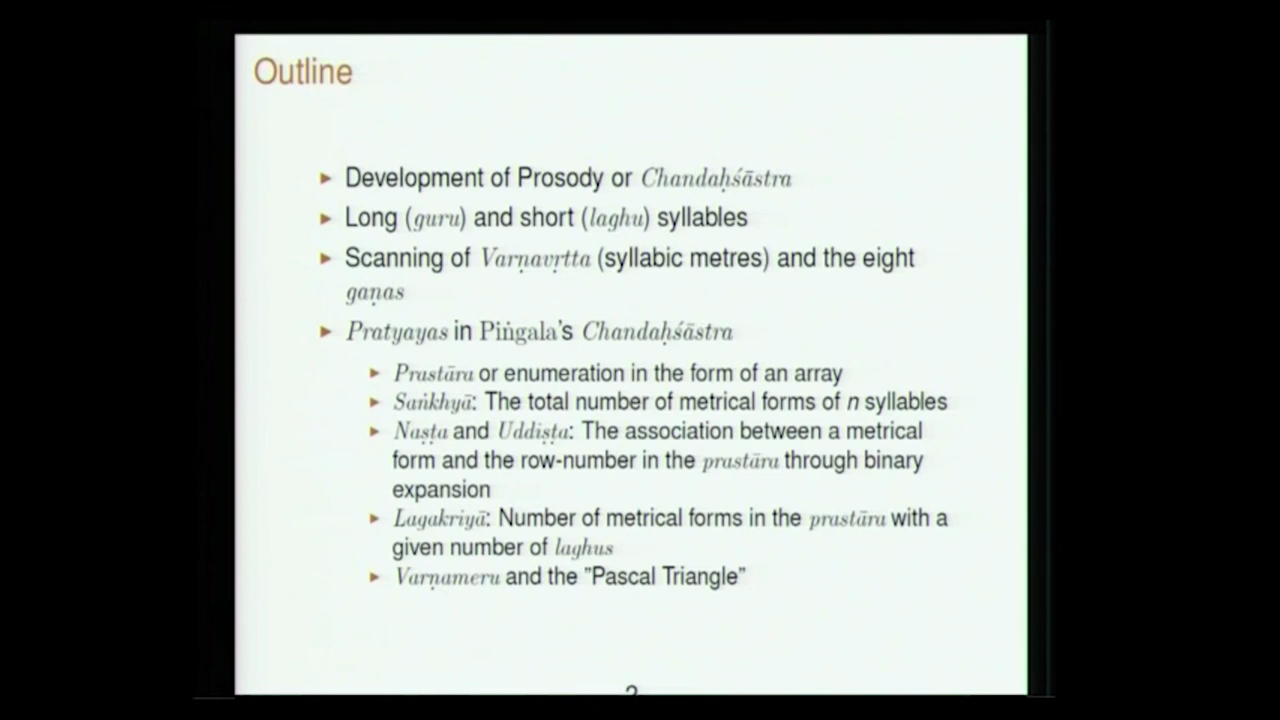 Outline
▸ Development of Prosody or Chandaḥśāstra
▸ Long (guru) and short (laghu) syllables
▸ Scanning of Varṇavṛtta (syllabic metres) and the eight
gaṇas
▸ Pratyayas in Piṅgala's Chandaḥśāstra
▸ Prastāra or enumeration in the form of an array
▸ Saṅkhyā: The total number of metrical forms of n syllables
▸ Naṣṭa and Uddiṣṭa: The association between a metrical
form and the row-number in the prastāra through binary
expansion
▸ Lagakriyā: Number of metrical forms in the prastāra with a
given number of laghus
▸ Varṇameru and the "Pascal Triangle"
2